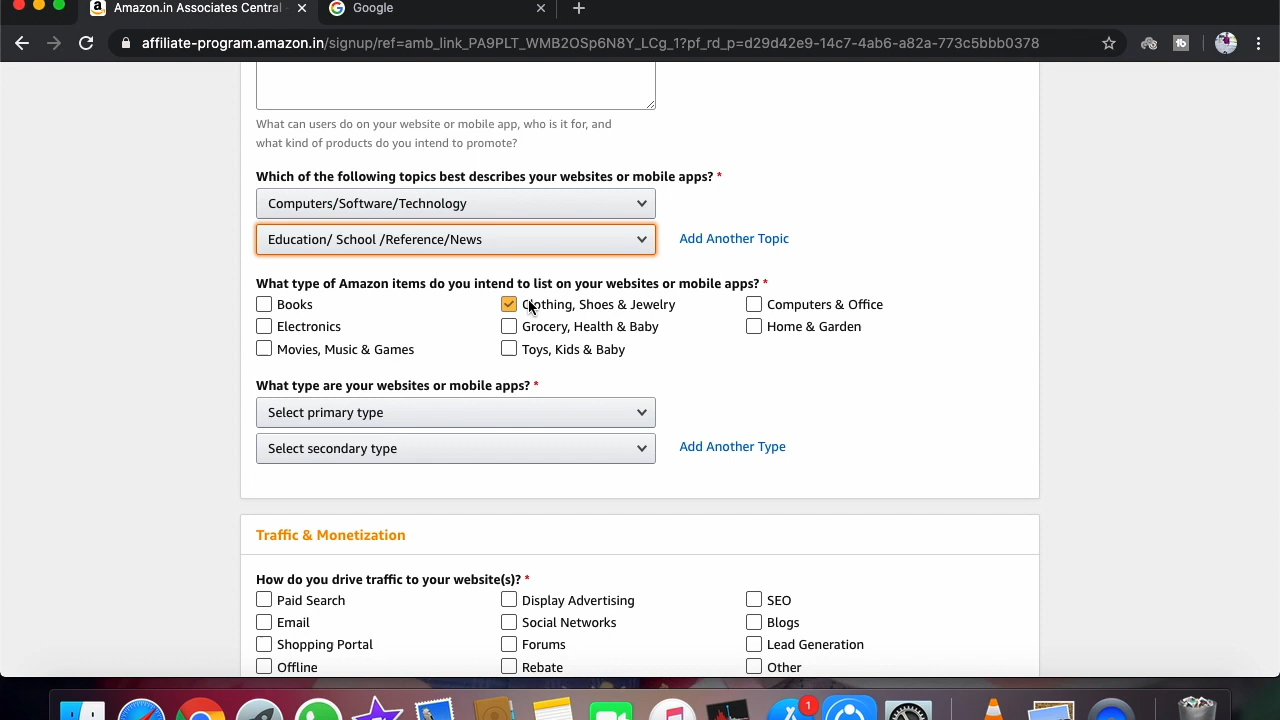 Amazon.in Associates Central
Google
affiliate-program.amazon.in/signup/ref=amb_link_PA9PLT_WMB2OSp6N8Y_LCg_1?pf_rd_p=d29d42e9-14c7-4ab6-a82a-773c5bbb0378
What can users do on your website or mobile app, who is it for, and
what kind of products do you intend to promote?
Which of the following topics best describes your websites or mobile apps? *
Computers/Software/Technology
Education/ School /Reference/News
Add Another Topic
What type of Amazon items do you intend to list on your websites or mobile apps? *
Books
Clothing, Shoes & Jewelry
Computers & Office
Electronics
Grocery, Health & Baby
Home & Garden
Movies, Music & Games
Toys, Kids & Baby
What type are your websites or mobile apps? *
Select primary type
Select secondary type
Add Another Type
Traffic & Monetization
How do you drive traffic to your website(s)? *
Paid Search
Display Advertising
SEO
Email
Social Networks
Blogs
Shopping Portal
Forums
Lead Generation
Offline
Rebate
Other
1